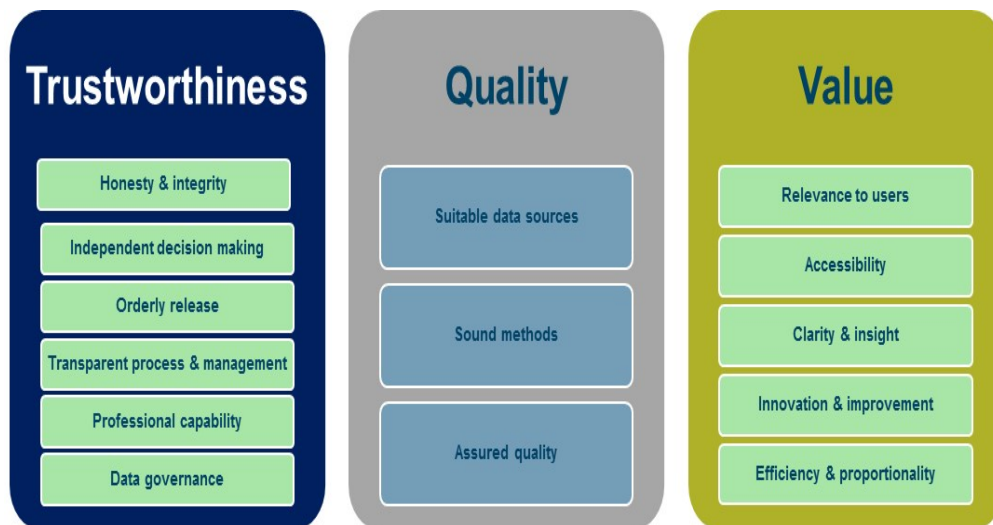 Trustworthiness
Honesty & integrity
Independent decision making
Orderly release
Transparent process & management
Professional capability
Data governance
Quality
Suitable data sources
Sound methods
Assured quality
Value
Relevance to users
Accessibility
Clarity & insight
Innovation & improvement
Efficiency & proportionality